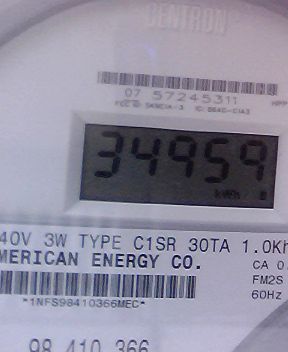 CENTRON
07 57245311
34959
kWh
40V 3W TYPE C1SR 30TA 1.0Kh
MERICAN ENERGY CO.
CA 0.
FM2S
60Hz
*1NFS98410366MEC*
98 410 366